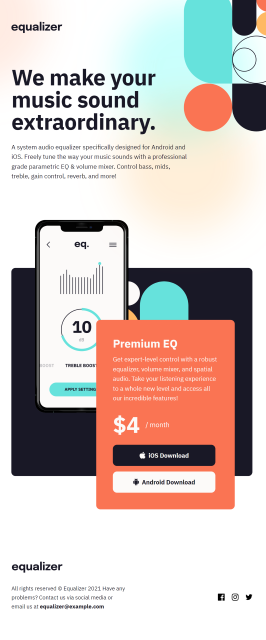 equalizer
We make your
music sound
extraordinary.
A system audio equalizer specifically designed for Android and
iOS. Freely tune the way your music sounds with a professional
grade parametric EQ & volume mixer. Control bass, mids,
treble, gain control, reverb, and more!
eq.
10
TREBLE BOOST
APPLY SETTING
Premium EQ
Get expert-level control with a robust
equalizer, volume mixer, and spatial
audio. Take your listening experience
to a whole new level and access all
our incredible features!
$4 / month
iOS Download
Android Download
equalizer
All rights reserved © Equalizer 2021 Have any
problems? Contact us via social media or
email us at equalizer@example.com